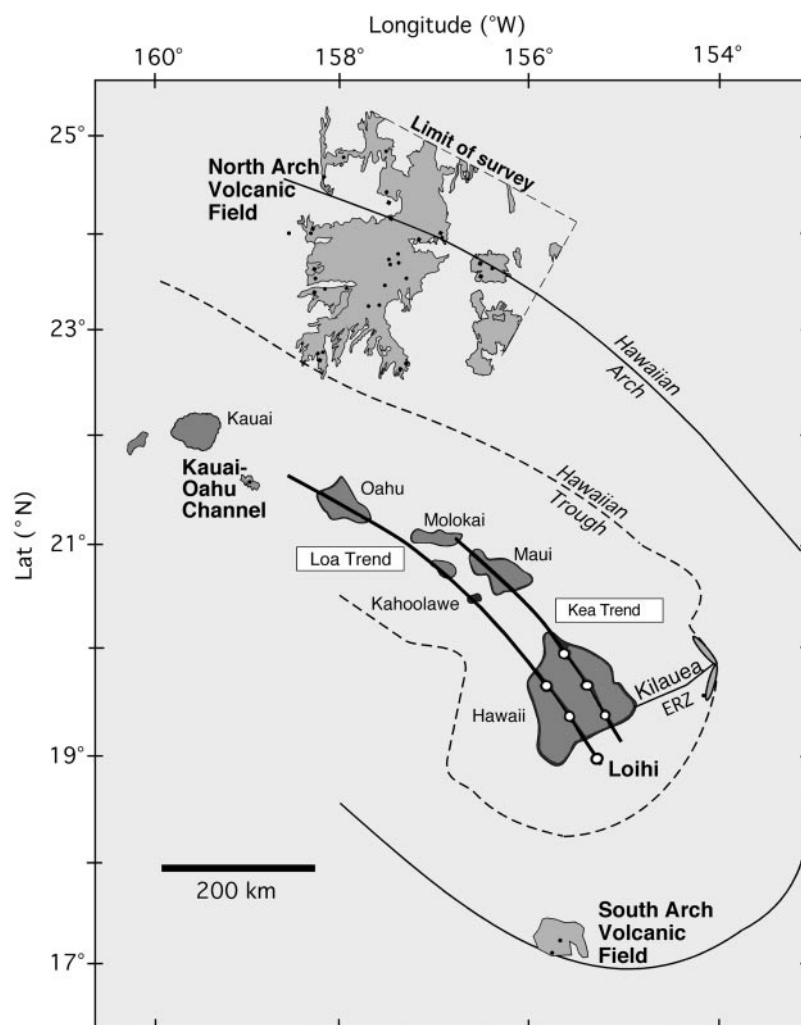 Longitude (°W)
160°
158°
156°
154°
25°
Limit of survey
North Arch
Volcanic
Field
23°
Hawaiian
Arch
Kauai
Kauai-
Oahu
Channel
Hawaiian
Trough
Oahu
Molokai
Lat (°N)
21°
Loa Trend
Maui
Kahoolawe
Kea Trend
Kilauea
ERZ
Hawaii
19°
Loihi
200 km
South Arch
Volcanic
Field
17°